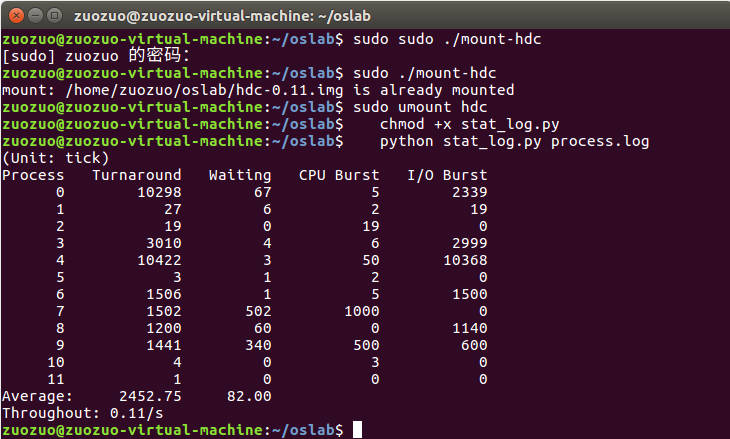 zuozuo@zuozuo-virtual-machine: ~/oslab
zuozuo@zuozuo-virtual-machine:~/oslab$ sudo sudo ./mount-hdc
[sudo] zuozuo 的密码：
zuozuo@zuozuo-virtual-machine:~/oslab$ sudo ./mount-hdc
mount: /home/zuozuo/oslab/hdc-0.11.img is already mounted
zuozuo@zuozuo-virtual-machine:~/oslab$ sudo umount hdc
zuozuo@zuozuo-virtual-machine:~/oslab$    chmod +x stat_log.py
zuozuo@zuozuo-virtual-machine:~/oslab$    python stat_log.py process.log
(Unit: tick)
Process   Turnaround   Waiting   CPU Burst   I/O Burst
      0        10298        67           5        2339
      1           27         6           2          19
      2           19         0          19           0
      3         3010         4           6        2999
      4        10422         3          50       10368
      5            3         1           2           0
      6         1506         1           5        1500
      7         1502       502        1000           0
      8         1200        60           0        1140
      9         1441       340         500         600
     10            4         0           3           0
     11            1         0           0           0
Average:     2452.75     82.00
Throughout: 0.11/s
zuozuo@zuozuo-virtual-machine:~/oslab$